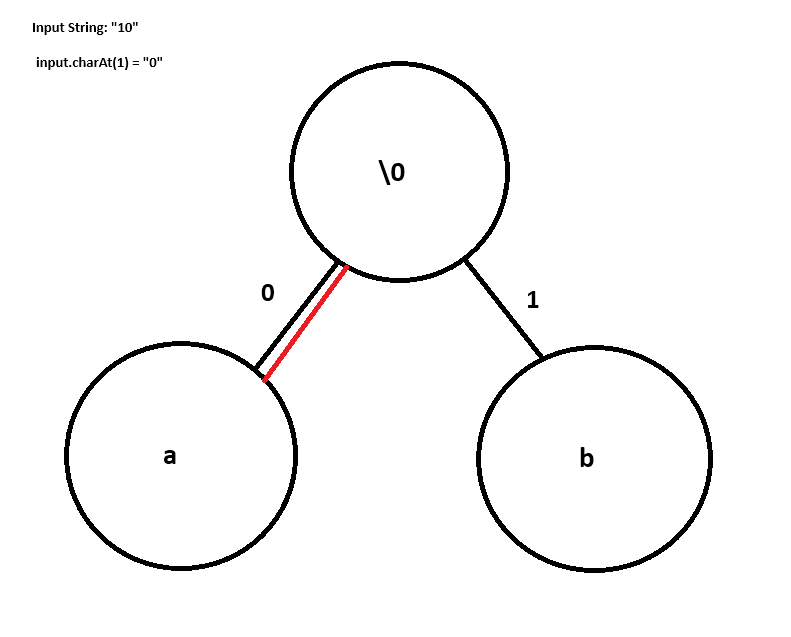 Input String: "10"
input.charAt(1) = "0"
\0
0
1
a
b